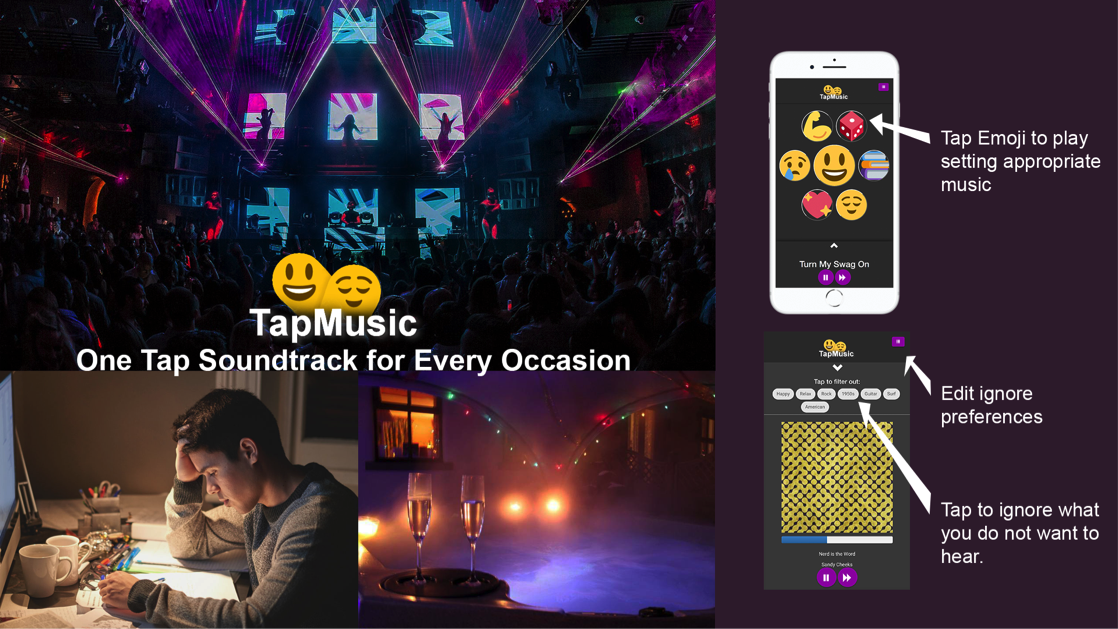 TapMusic
One Tap Soundtrack for Every Occasion
TapMusic
Turn My Swag On
Tap Emoji to play
setting appropriate
music
TapMusic
Tap to filter out:
Happy Relax Rock 1950s Guitar Surf
American
Nerd is the Word
Sandy Cheeks
Edit ignore
preferences
Tap to ignore what
you do not want to
hear.